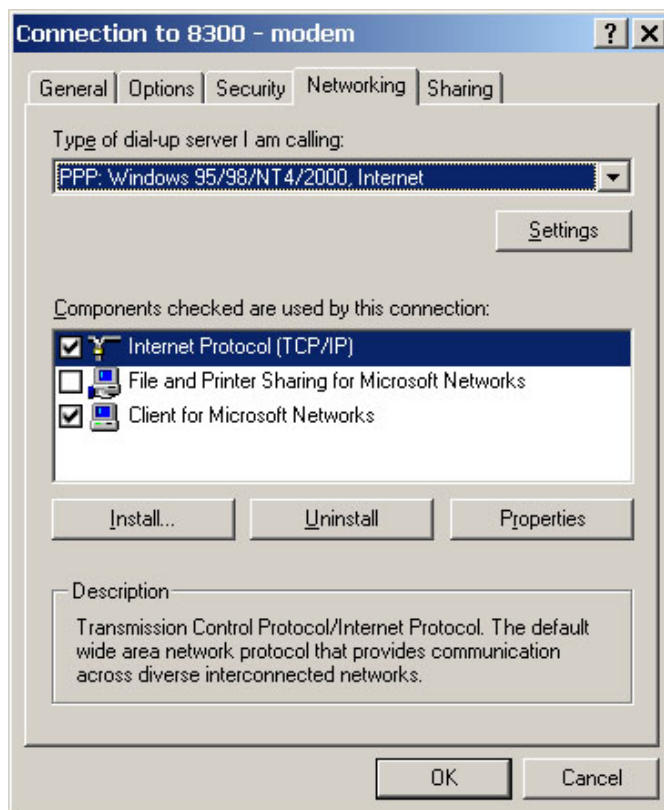 Connection to 8300 - modem
General Options Security Networking Sharing
Type of dial-up server I am calling:
PPP: Windows 95/98/NT4/2000, Internet
Settings
Components checked are used by this connection:
Internet Protocol (TCP/IP)
File and Printer Sharing for Microsoft Networks
Client for Microsoft Networks
Install... Uninstall Properties
Description
Transmission Control Protocol/Internet Protocol. The default
wide area network protocol that provides communication
across diverse interconnected networks.
OK Cancel